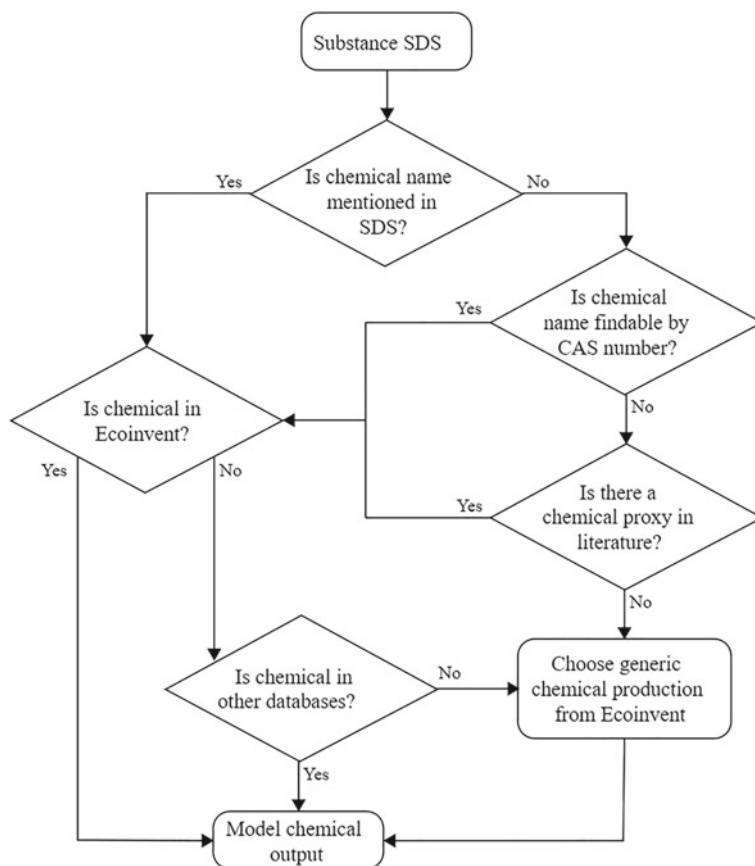 Substance SDS
Is chemical name
mentioned in
SDS?
Yes
No
Is chemical
name findable by
CAS number?
Yes
No
Is chemical in
Ecoinvent?
Yes
No
Is there a
chemical proxy in
literature?
Yes
No
Is chemical in
other databases?
No
Yes
Choose generic
chemical production
from Ecoinvent
Model chemical
output